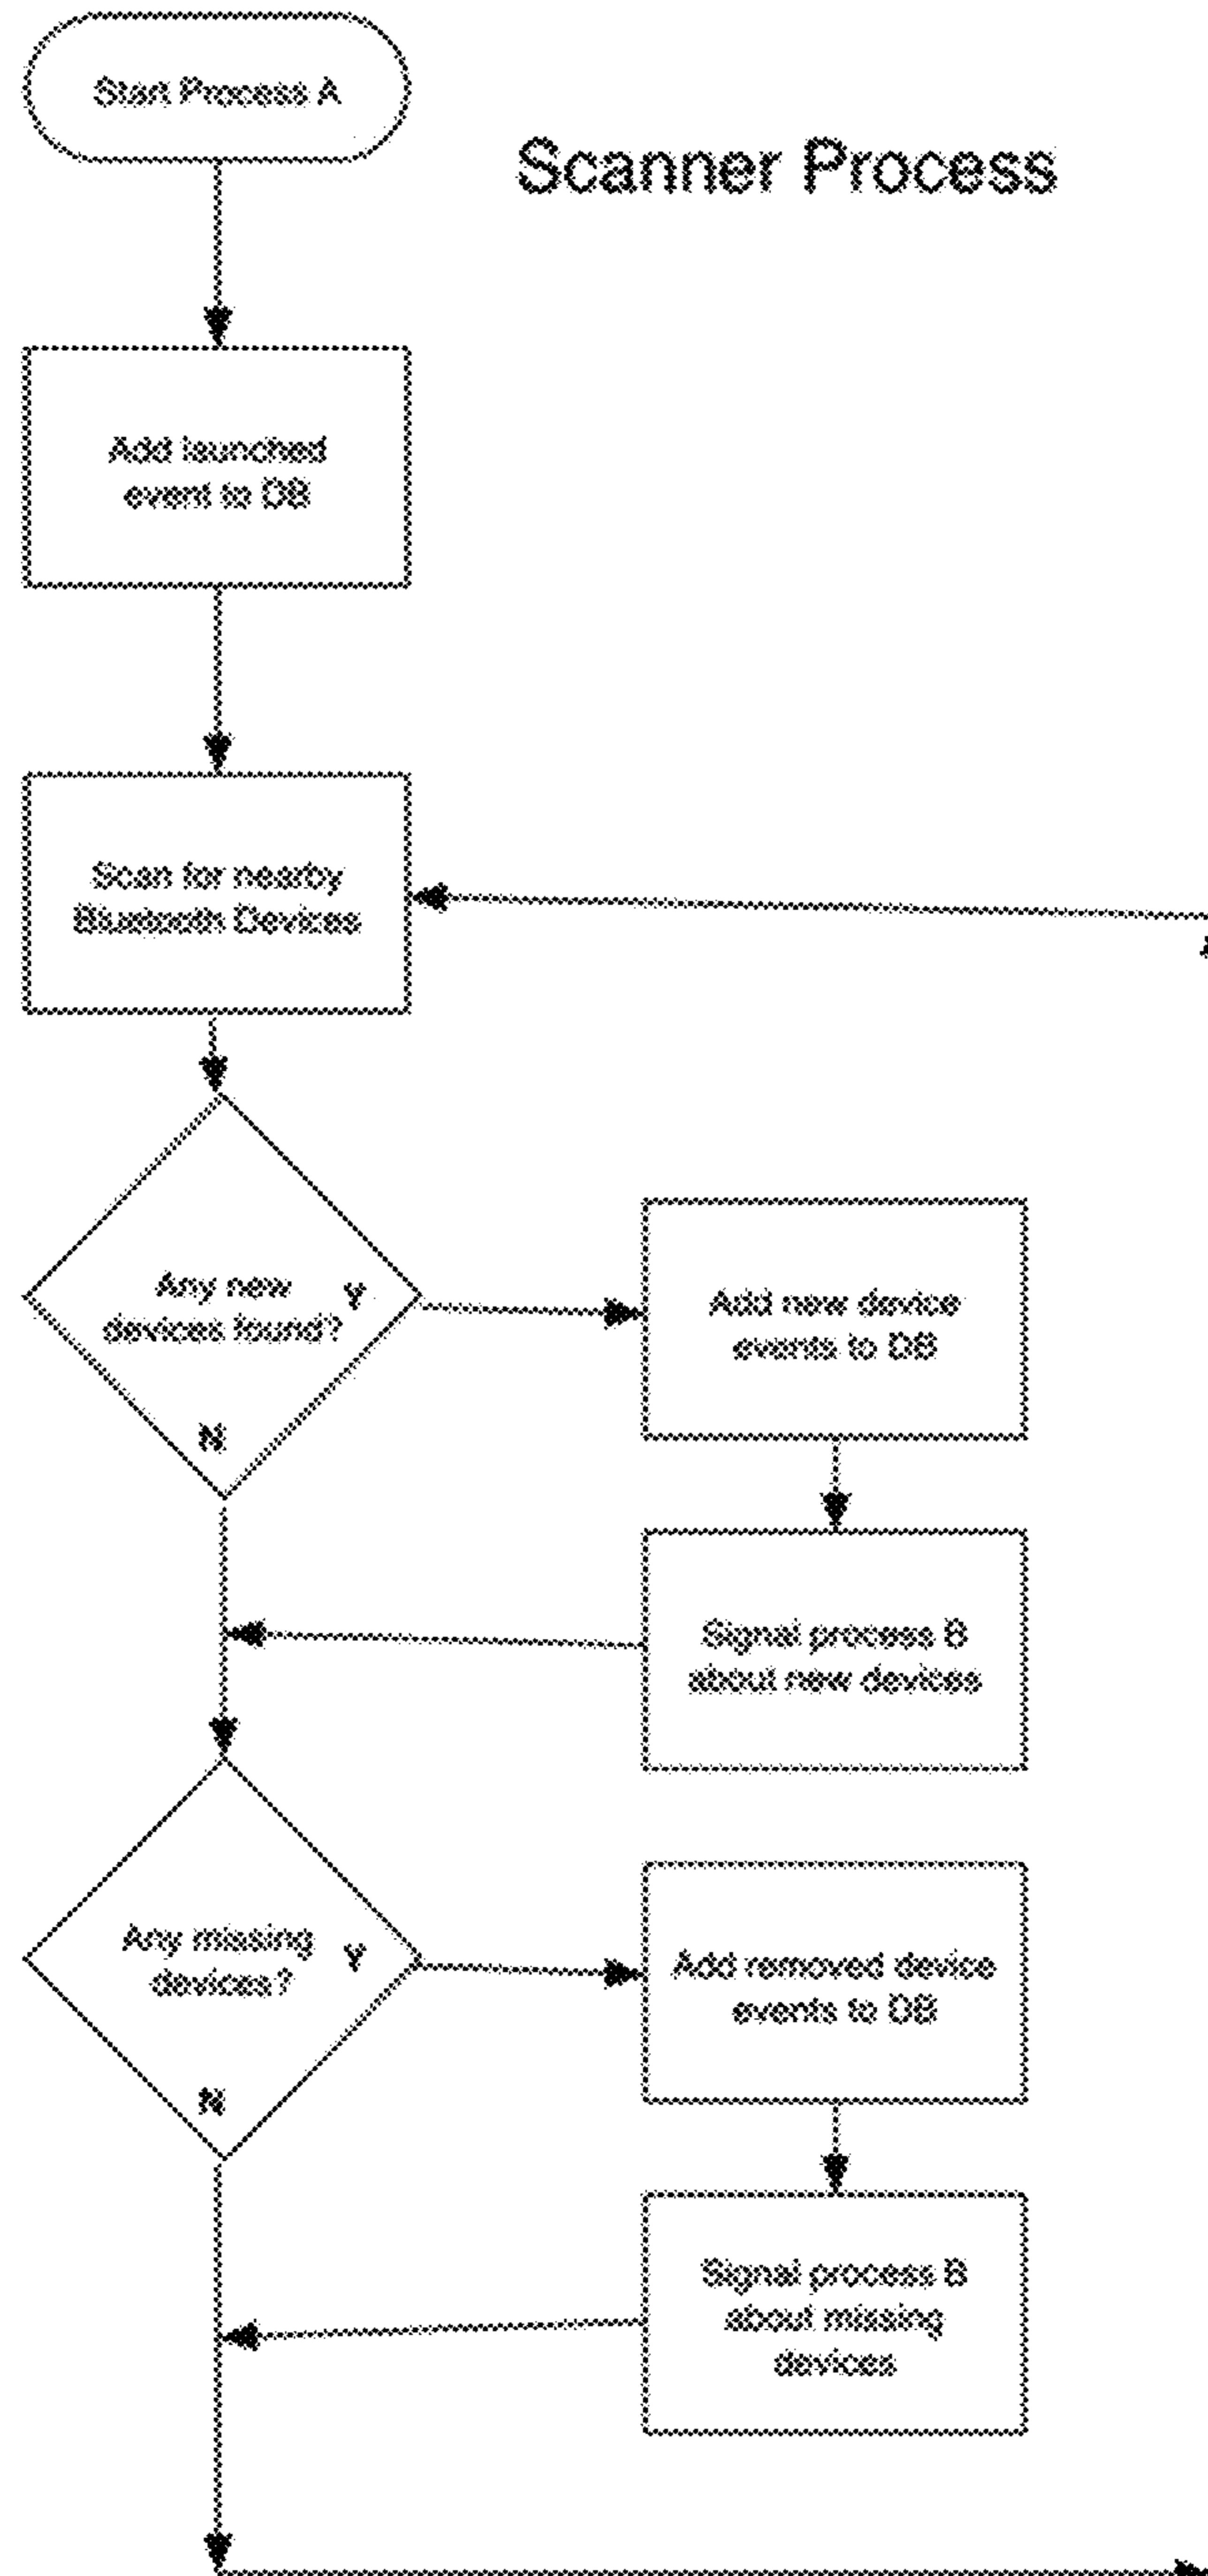 Start Process A
Scanner Process
Add launched
event to DB
Scan for nearby
Bluetooth Devices
Any new
devices found?
Y
N
Add new device
events to DB
Signal process B
about new devices
Any missing
devices?
Y
N
Add removed device
events to DB
Signal process B
about missing
devices